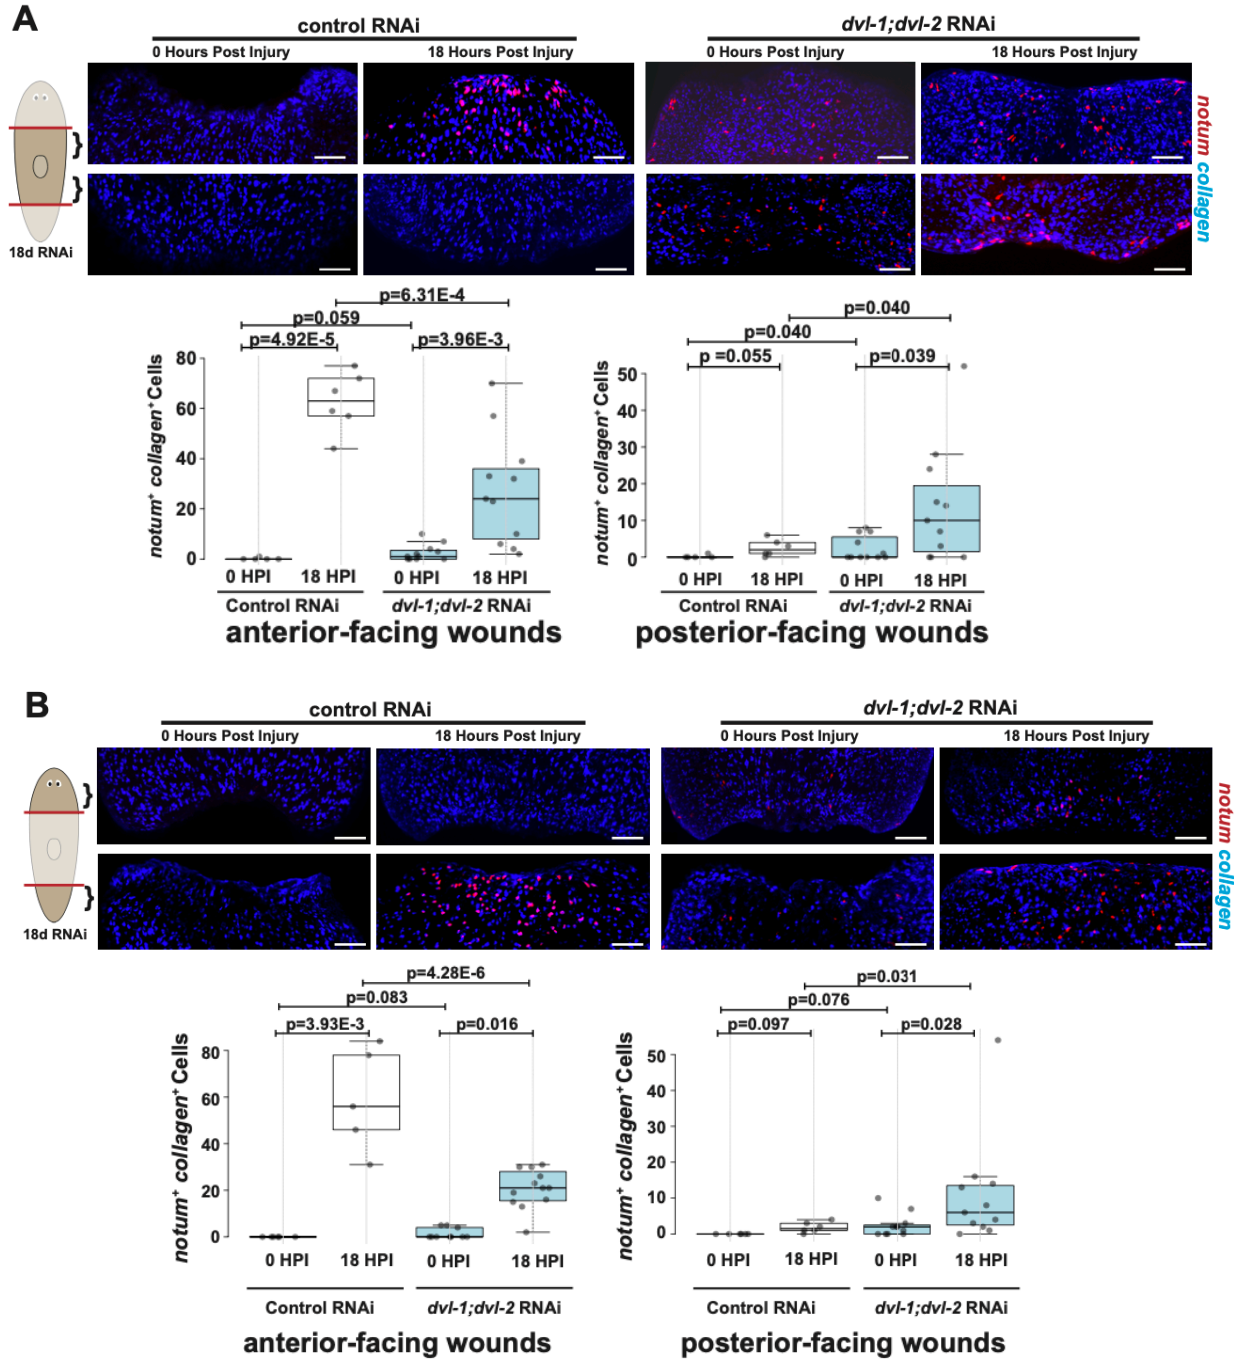 A
control RNAi
dvl-1;dvl-2 RNAi
0 Hours Post Injury
18 Hours Post Injury
0 Hours Post Injury
18 Hours Post Injury
notum collagen
18d RNAi
p=6.31E-4
p=0.059
p=4.92E-5
p=3.96E-3
notum+ collagen+ Cells
80
60
40
20
0
0 HPI
18 HPI
0 HPI
18 HPI
Control RNAi
dvl-1;dvl-2 RNAi
anterior-facing wounds
p=0.040
p=0.040
p =0.055
p=0.039
notum+ collagen+ Cells
50
40
30
20
10
0
0 HPI
18 HPI
0 HPI
18 HPI
Control RNAi
dvl-1;dvl-2 RNAi
posterior-facing wounds
B
control RNAi
dvl-1;dvl-2 RNAi
0 Hours Post Injury
18 Hours Post Injury
0 Hours Post Injury
18 Hours Post Injury
notum collagen
18d RNAi
p=4.28E-6
p=0.083
p=3.93E-3
p=0.016
notum+ collagen+ Cells
80
60
40
20
0
0 HPI
18 HPI
0 HPI
18 HPI
Control RNAi
dvl-1;dvl-2 RNAi
anterior-facing wounds
p=0.031
p=0.076
p=0.097
p=0.028
notum+ collagen+ Cells
50
40
30
20
10
0
0 HPI
18 HPI
0 HPI
18 HPI
Control RNAi
dvl-1;dvl-2 RNAi
posterior-facing wounds